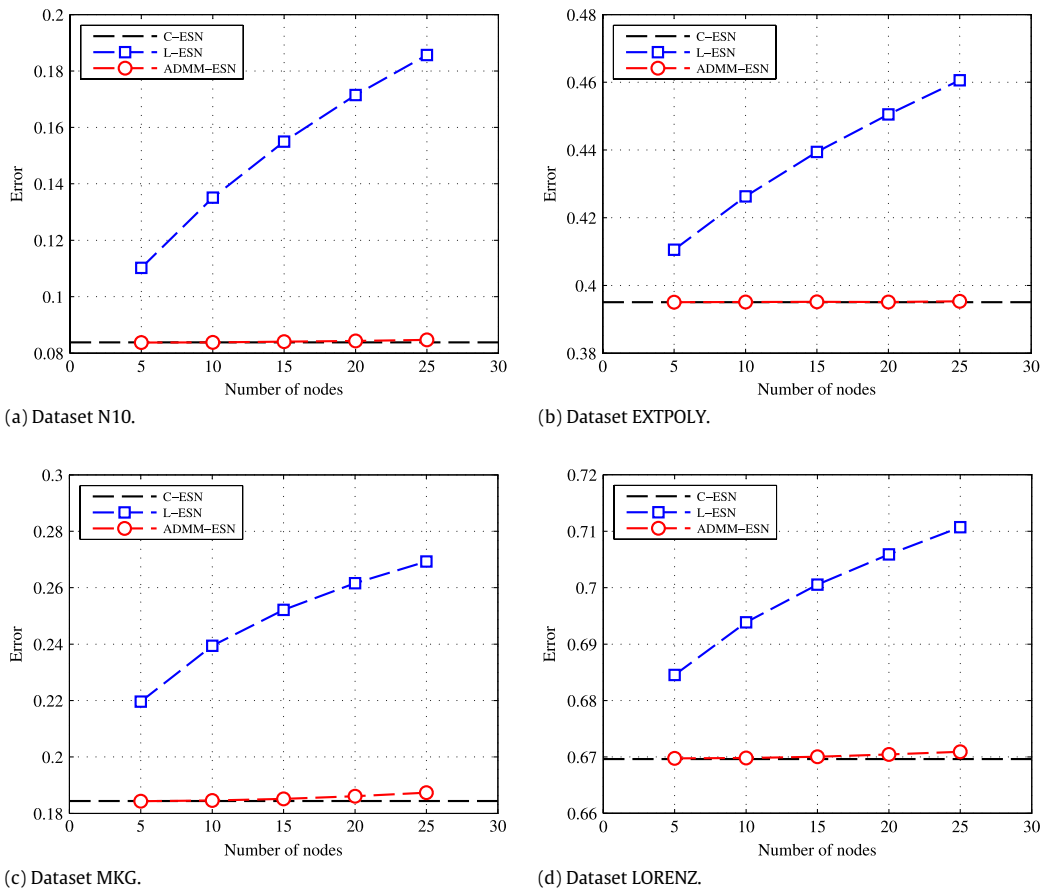 0.2
0.18
0.16
0.14
0.12
0.1
0.08
Error
C−ESN
L−ESN
ADMM−ESN
0 5 10 15 20 25 30
Number of nodes
(a) Dataset N10.
0.48
0.46
0.44
0.42
0.4
0.38
Error
C−ESN
L−ESN
ADMM−ESN
0 5 10 15 20 25 30
Number of nodes
(b) Dataset EXTPOLY.
0.3
0.28
0.26
0.24
0.22
0.2
0.18
Error
C−ESN
L−ESN
ADMM−ESN
0 5 10 15 20 25 30
Number of nodes
(c) Dataset MKG.
0.72
0.71
0.7
0.69
0.68
0.67
0.66
Error
C−ESN
L−ESN
ADMM−ESN
0 5 10 15 20 25 30
Number of nodes
(d) Dataset LORENZ.